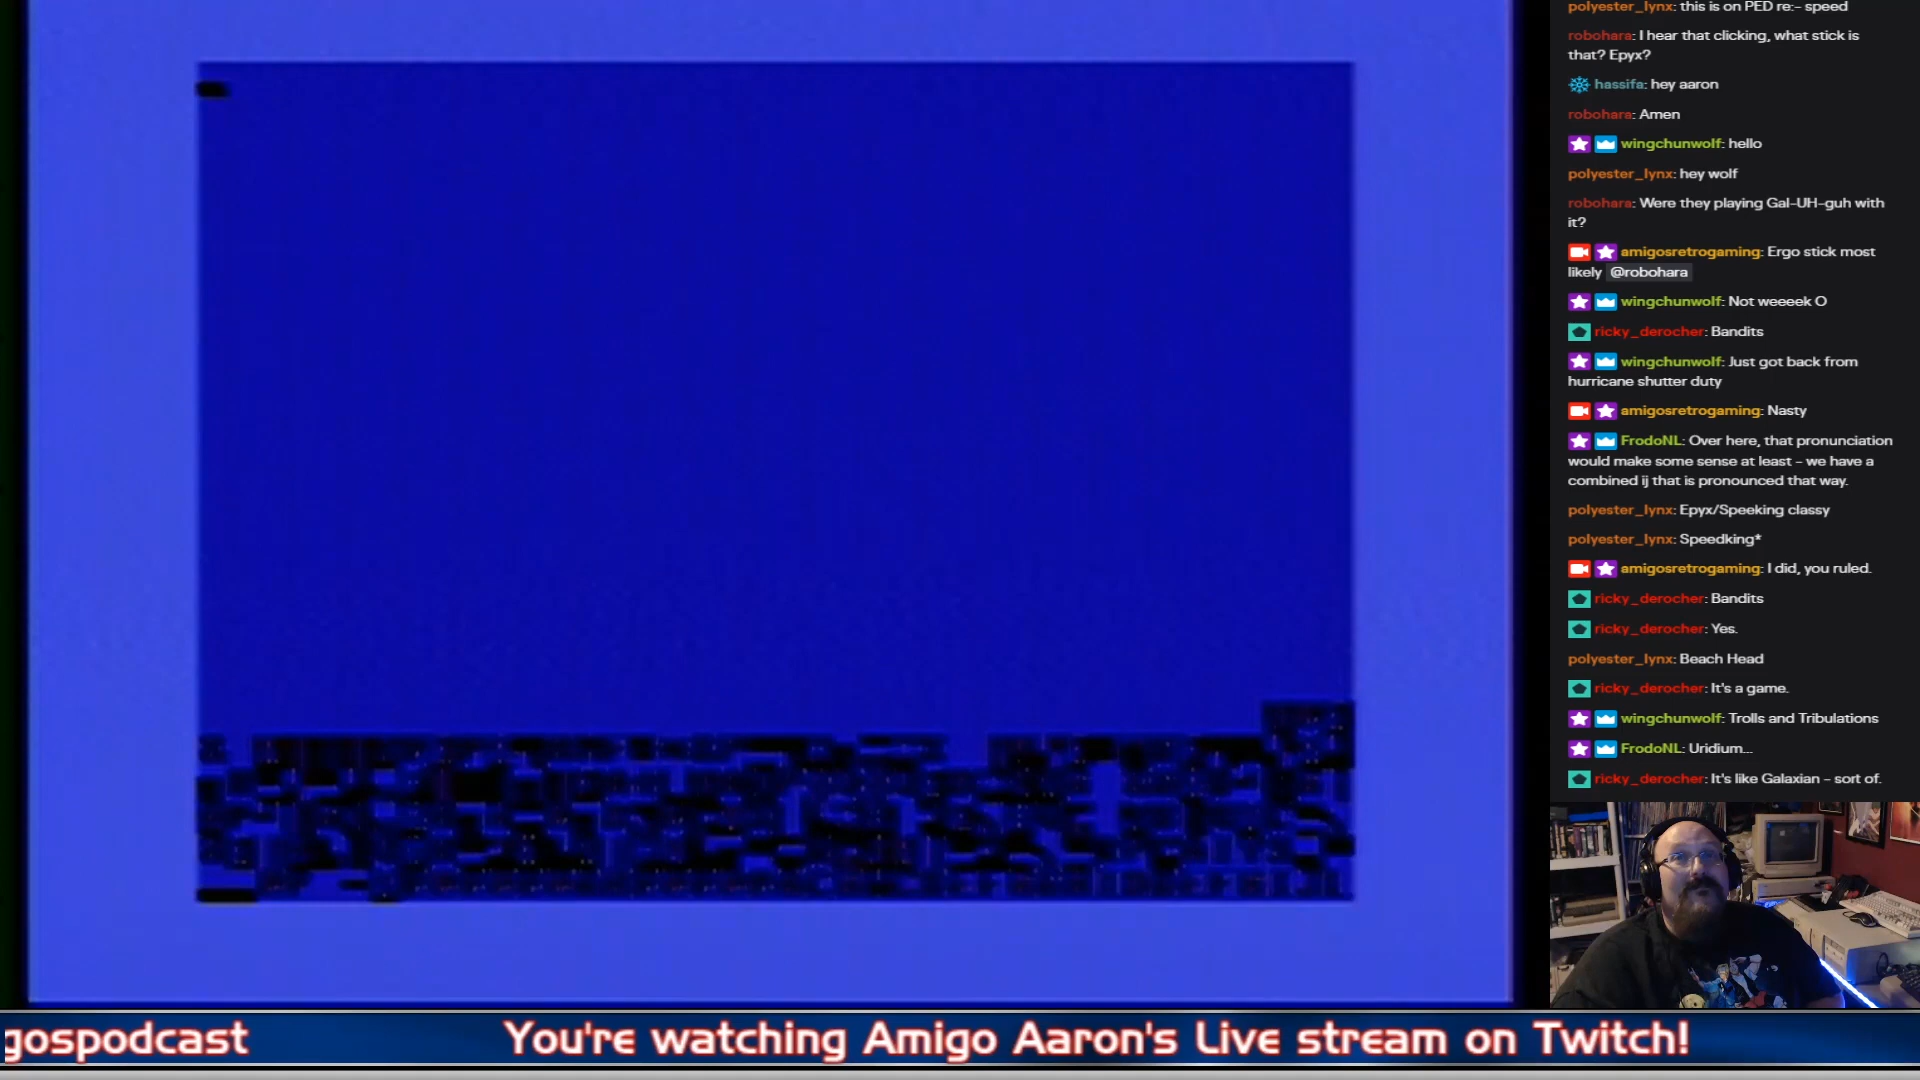 polyester_lynx: this is on PED re:- speed
robohara: I hear that clicking, what stick is
that? Epyx?
hassifa: hey aaron
robohara: Amen
wingchunwolf: hello
polyester_lynx: hey wolf
robohara: Were they playing Gal-UH-guh with
it?
amigosretrogaming: Ergo stick most
likely @robohara
wingchunwolf: Not weeeek O
ricky_derocher: Bandits
wingchunwolf: Just got back from
hurricane shutter duty
amigosretrogaming: Nasty
FrodoNL: Over here, that pronunciation
would make some sense at least - we have a
combined ij that is pronounced that way.
polyester_lynx: Epyx/Speeking classy
polyester_lynx: Speedking*
amigosretrogaming: I did, you ruled.
ricky_derocher: Bandits
ricky_derocher: Yes.
polyester_lynx: Beach Head
ricky_derocher: It's a game.
wingchunwolf: Trolls and Tribulations
FrodoNL: Uridium...
ricky_derocher: It's like Galaxian - sort of.
gospodcast You're watching Amigo Aaron's Live stream on Twitch!